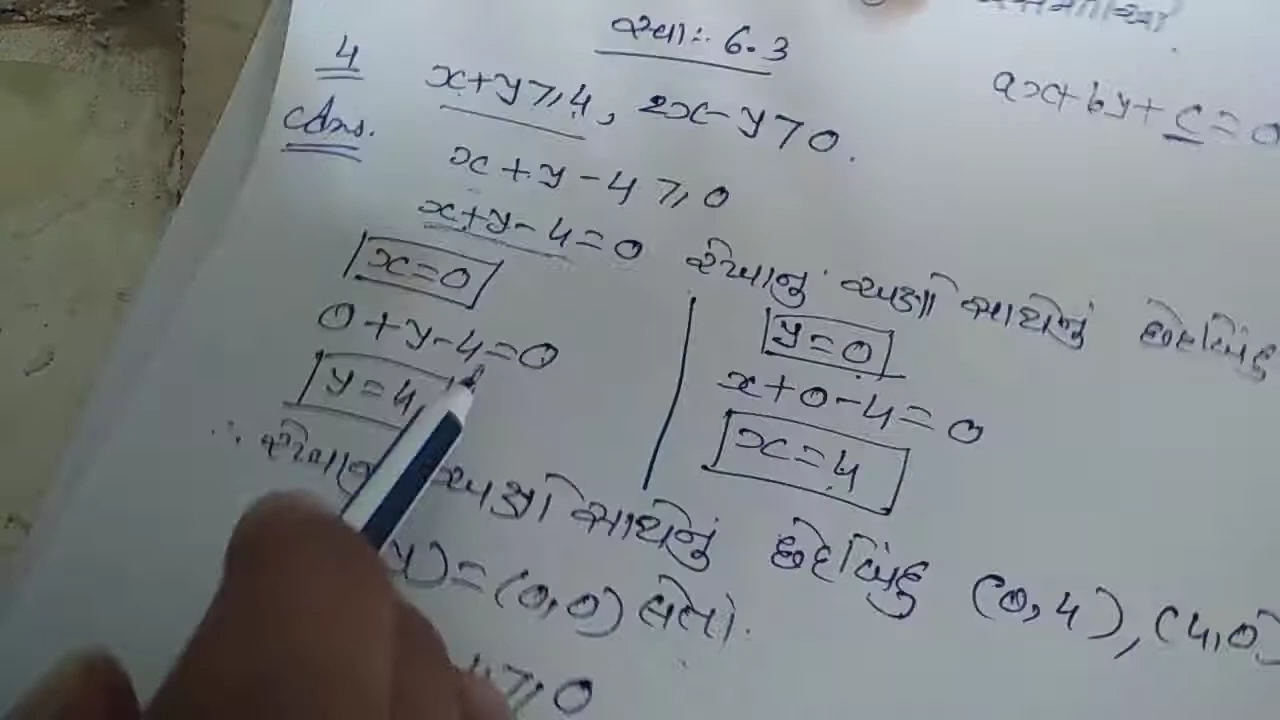 સ્વા:- 6.3
ax+by+c=0
4 x+y≥4, 2x-y>0.
Ans. x+y-4≥0
x+y-4=0 રેખાનું અક્ષો સાથેનું છેદબિંદુ
x=0
0+y-4=0
y=4
y=0
x+0-4=0
x=4
∴ રેખાનું અક્ષો સાથેનું છેદબિંદુ (0,4), (4,0)
y)=(0,0) લેતાં.
≥0